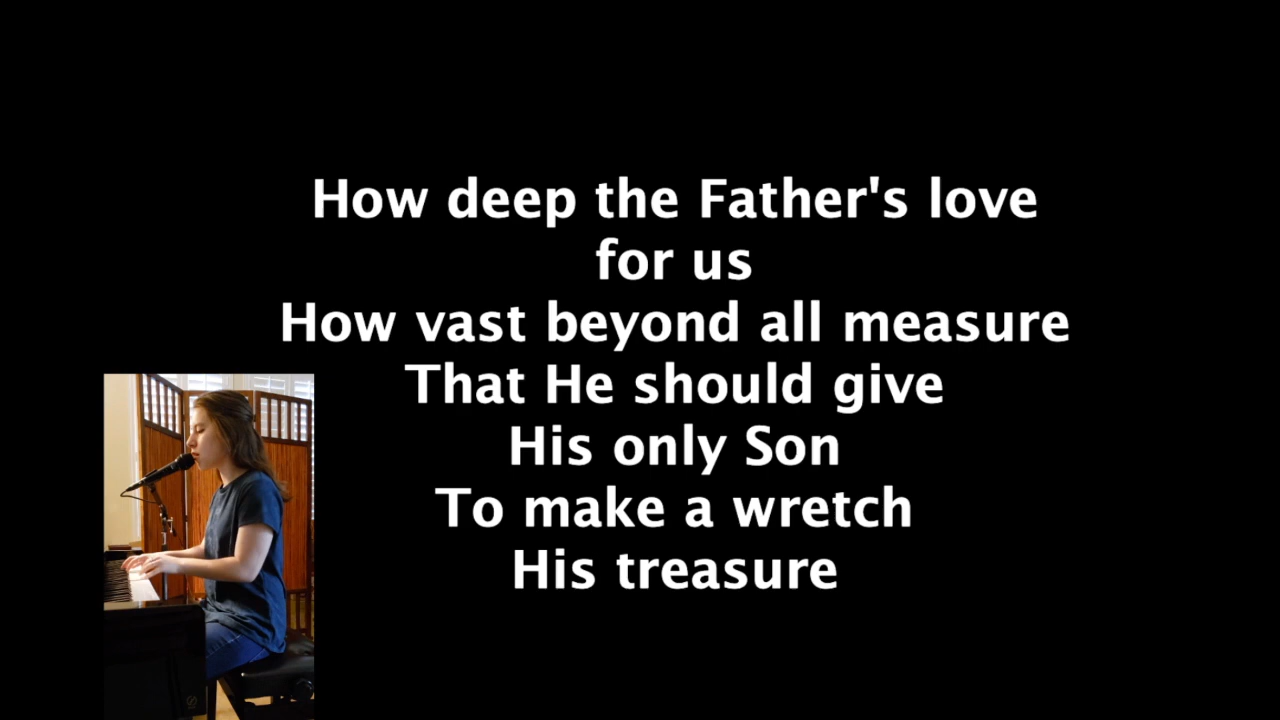 How deep the Father's love
for us
How vast beyond all measure
That He should give
His only Son
To make a wretch
His treasure